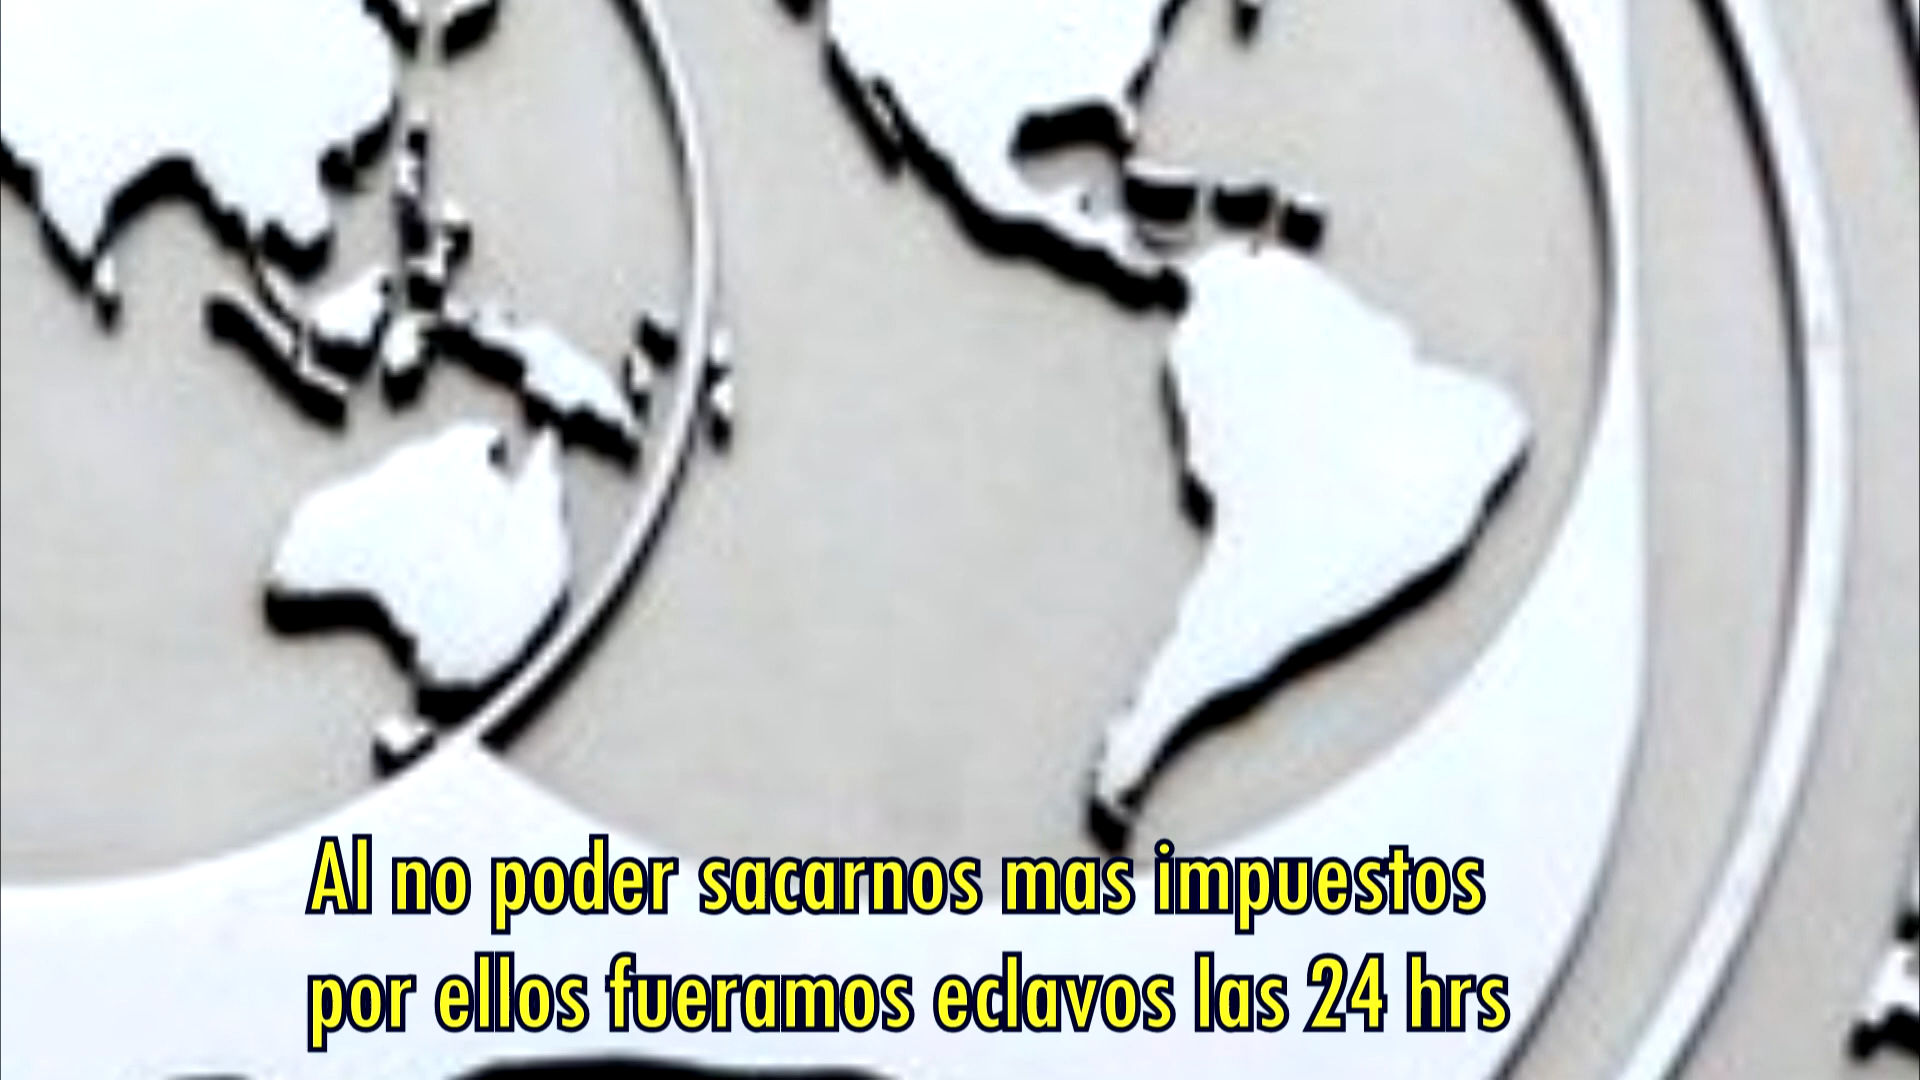 Al no poder sacarnos mas impuestos
por ellos fueramos eclavos las 24 hrs